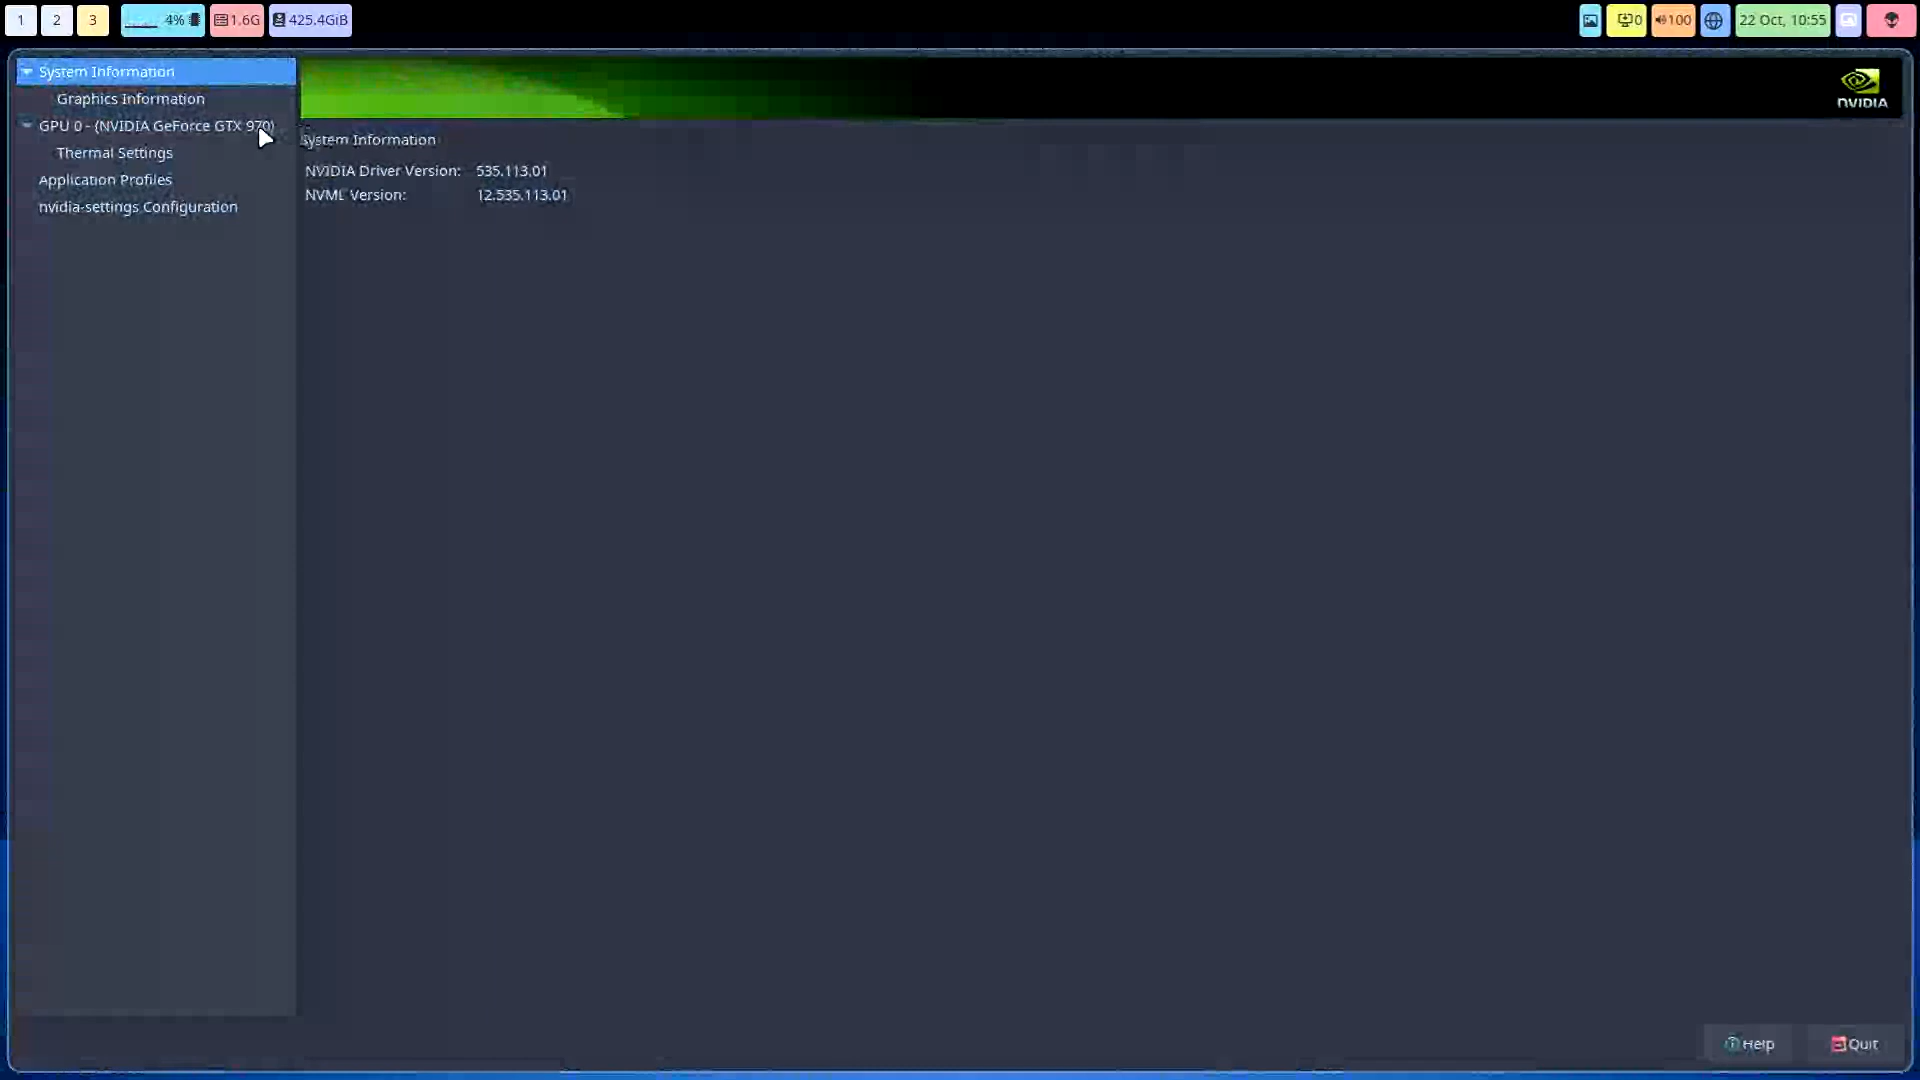 1 2 3 4% 1.6G 425.4GiB 0 100 22 Oct, 10:55
System Information
Graphics Information
GPU 0 - (NVIDIA GeForce GTX 970)
Thermal Settings
Application Profiles
nvidia-settings Configuration
NVIDIA
System Information
NVIDIA Driver Version: 535.113.01
NVML Version: 12.535.113.01
Help Quit